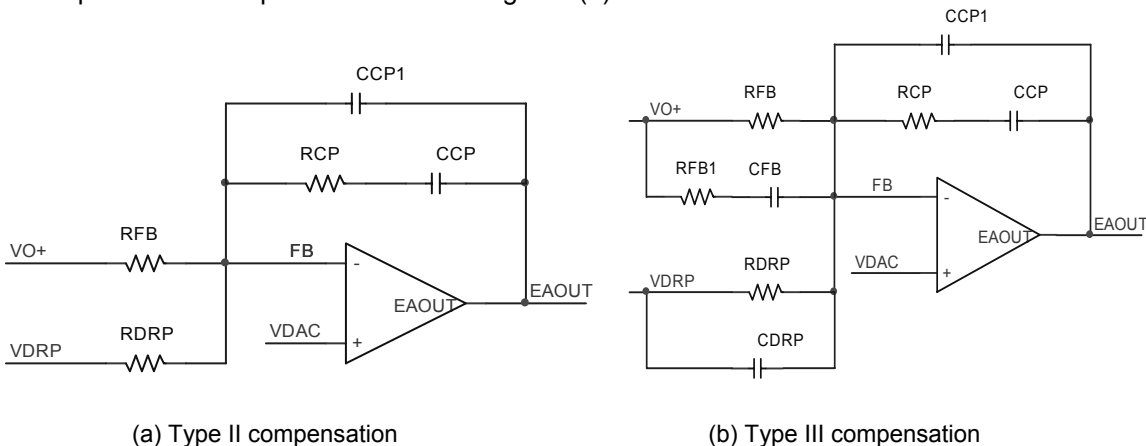 CCP1
RCP
CCP
RFB
VO+
FB
EAOUT
EAOUT
RDRP
VDAC
VDRP
-
+
(a) Type II compensation
CCP1
RFB
RCP
CCP
VO+
RFB1
CFB
FB
EAOUT
EAOUT
RDRP
VDAC
VDRP
-
+
CDRP
(b) Type III compensation